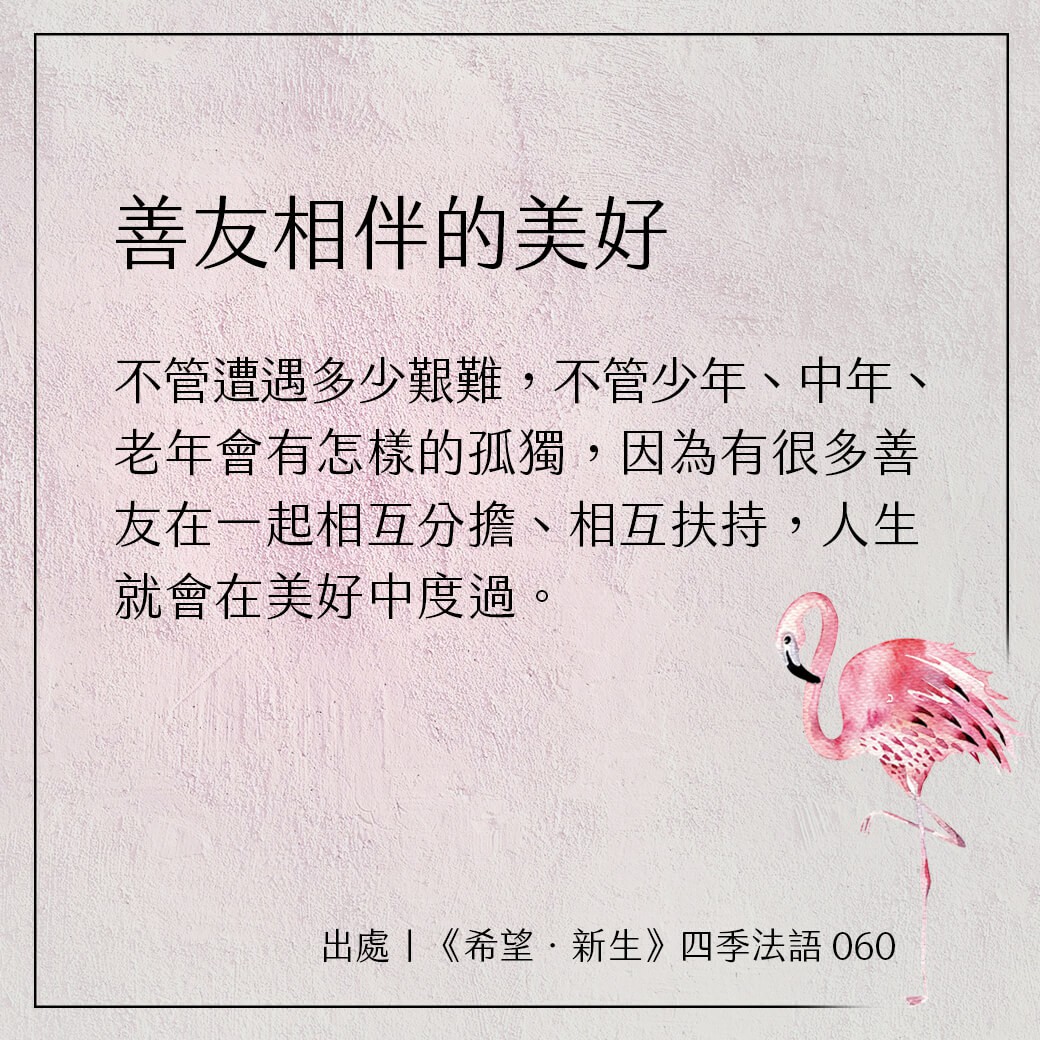 善友相伴的美好
不管遭遇多少艱難，不管少年、中年、
老年會有怎樣的孤獨，因為有很多善
友在一起相互分擔、相互扶持，人生
就會在美好中度過。
出處｜《希望．新生》四季法語 060